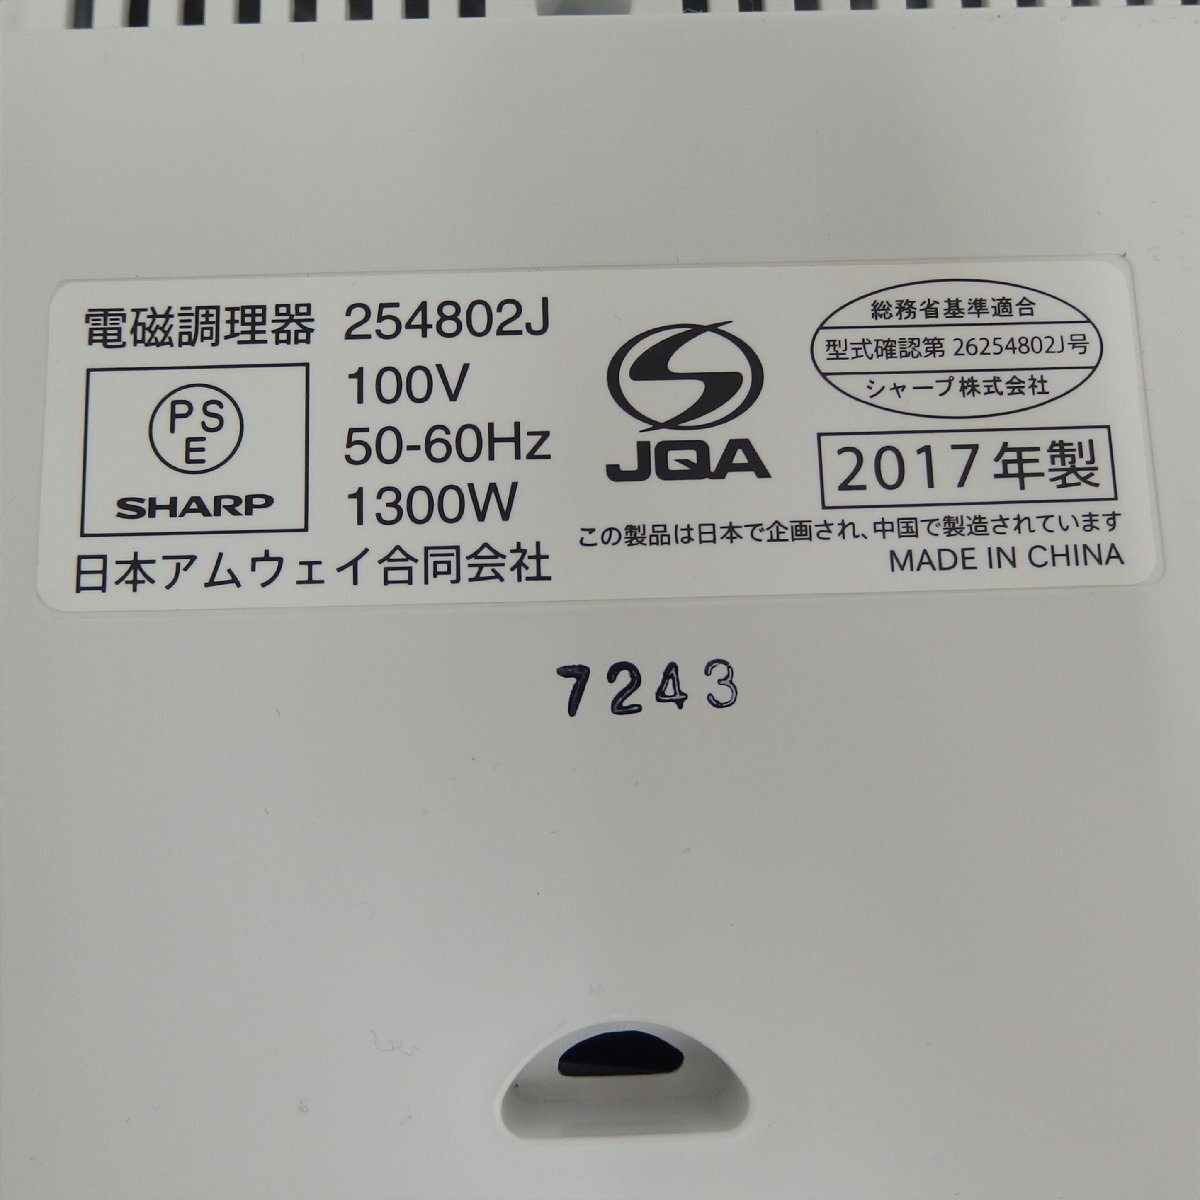 電磁調理器 254802J
100V
50-60Hz
1300W
PS
E
SHARP
日本アムウェイ合同会社
JQA
総務省基準適合
型式確認第 26254802J号
シャープ株式会社
2017年製
この製品は日本で企画され、中国で製造されています
MADE IN CHINA
7243